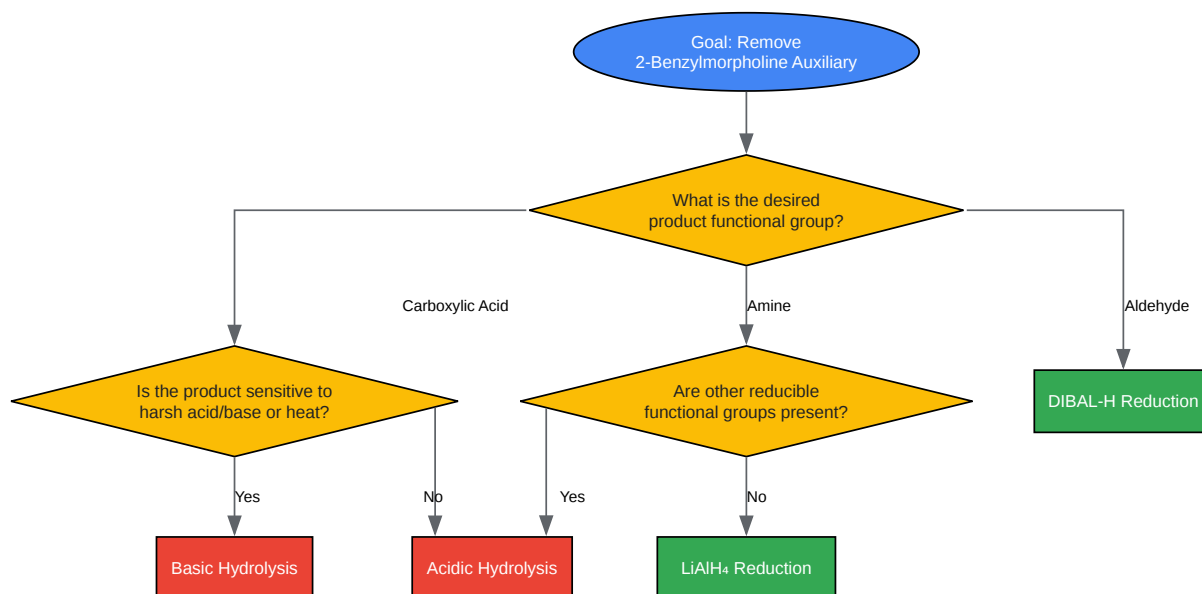 Goal: Remove
2-Benzylmorpholine Auxiliary
What is the desired
product functional group?
Carboxylic Acid
Amine
Aldehyde
Is the product sensitive to
harsh acid/base or heat?
Are other reducible
functional groups present?
DIBAL-H Reduction
Yes
No
Yes
No
Basic Hydrolysis
Acidic Hydrolysis
LiAlH₄ Reduction